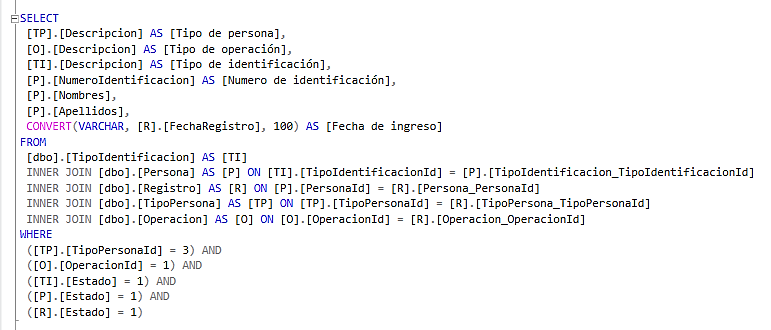 SELECT
[TP].[Descripcion] AS [Tipo de persona],
[O].[Descripcion] AS [Tipo de operación],
[TI].[Descripcion] AS [Tipo de identificación],
[P].[NumeroIdentificacion] AS [Numero de identificación],
[P].[Nombres],
[P].[Apellidos],
CONVERT(VARCHAR, [R].[FechaRegistro], 100) AS [Fecha de ingreso]
FROM
[dbo].[TipoIdentificacion] AS [TI]
INNER JOIN [dbo].[Persona] AS [P] ON [TI].[TipoIdentificacionId] = [P].[TipoIdentificacion_TipoIdentificacionId]
INNER JOIN [dbo].[Registro] AS [R] ON [P].[PersonaId] = [R].[Persona_PersonaId]
INNER JOIN [dbo].[TipoPersona] AS [TP] ON [TP].[TipoPersonaId] = [R].[TipoPersona_TipoPersonaId]
INNER JOIN [dbo].[Operacion] AS [O] ON [O].[OperacionId] = [R].[Operacion_OperacionId]
WHERE
([TP].[TipoPersonaId] = 3) AND
([O].[OperacionId] = 1) AND
([TI].[Estado] = 1) AND
([P].[Estado] = 1) AND
([R].[Estado] = 1)